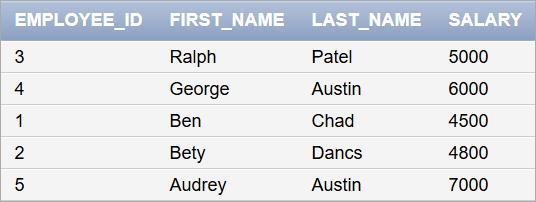 EMPLOYEE_ID FIRST_NAME LAST_NAME SALARY
3 Ralph Patel 5000
4 George Austin 6000
1 Ben Chad 4500
2 Bety Dancs 4800
5 Audrey Austin 7000